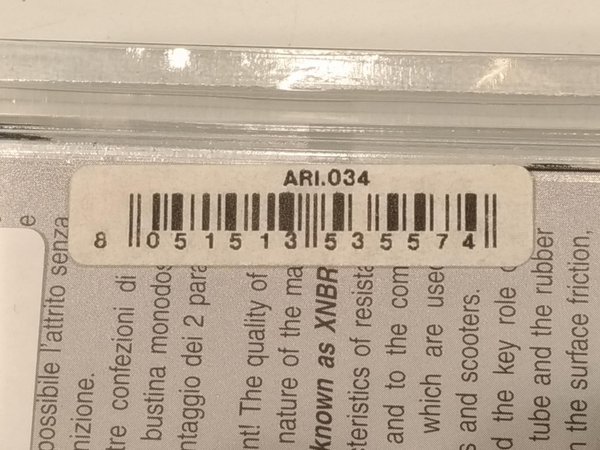 ARI.034
8 051513 535574
possibile l'attrito senza
nizione.
tre confezioni di
bustina monodos
ntaggio dei 2 para
nt! The quality of
nature of the ma
known as XNBR
teristics of resista
and to the com
which are used
s and scooters.
d the key role
tube and the rubber
n the surface friction,